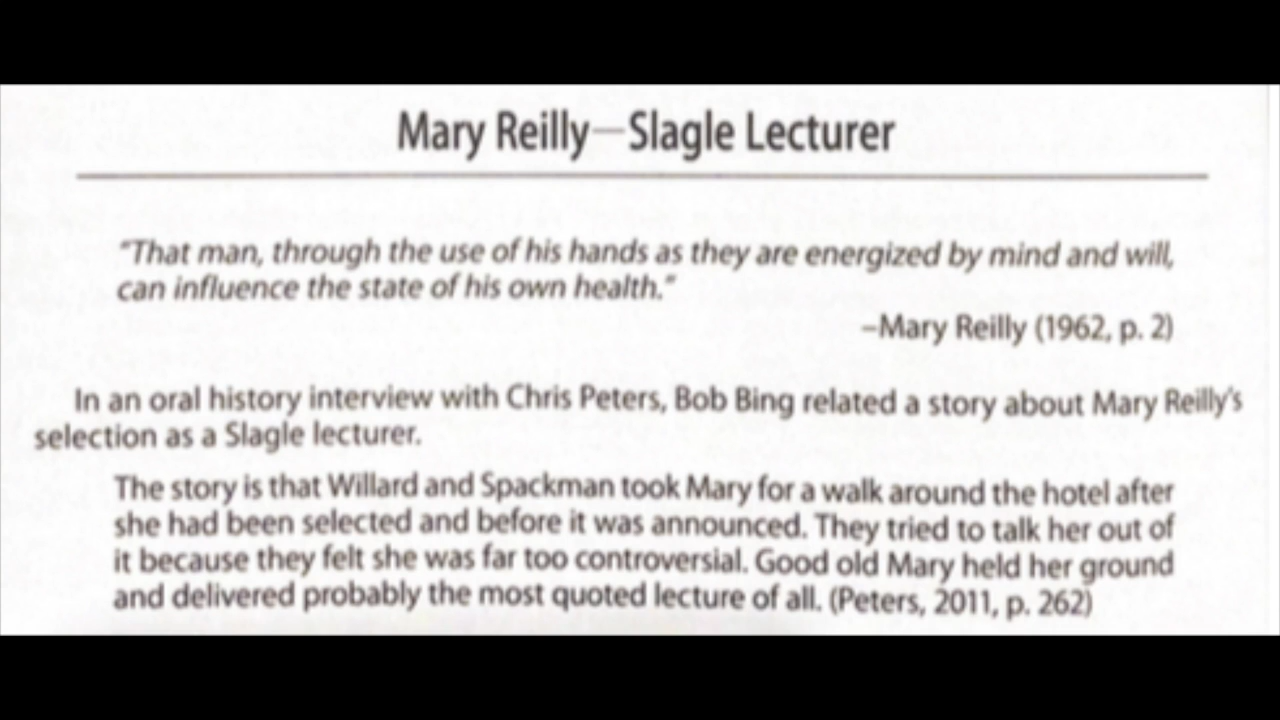 Mary Reilly—Slagle Lecturer
"That man, through the use of his hands as they are energized by mind and will,
can influence the state of his own health."
–Mary Reilly (1962, p. 2)
In an oral history interview with Chris Peters, Bob Bing related a story about Mary Reilly's
selection as a Slagle lecturer.
The story is that Willard and Spackman took Mary for a walk around the hotel after
she had been selected and before it was announced. They tried to talk her out of
it because they felt she was far too controversial. Good old Mary held her ground
and delivered probably the most quoted lecture of all. (Peters, 2011, p. 262)